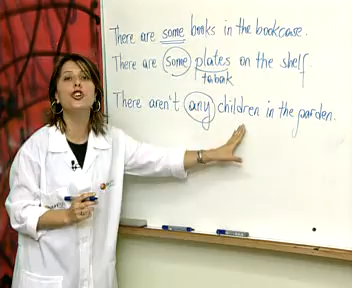 There are some books in the bookcase.
There are some plates on the shelf.
tabak
There aren't any children in the garden.